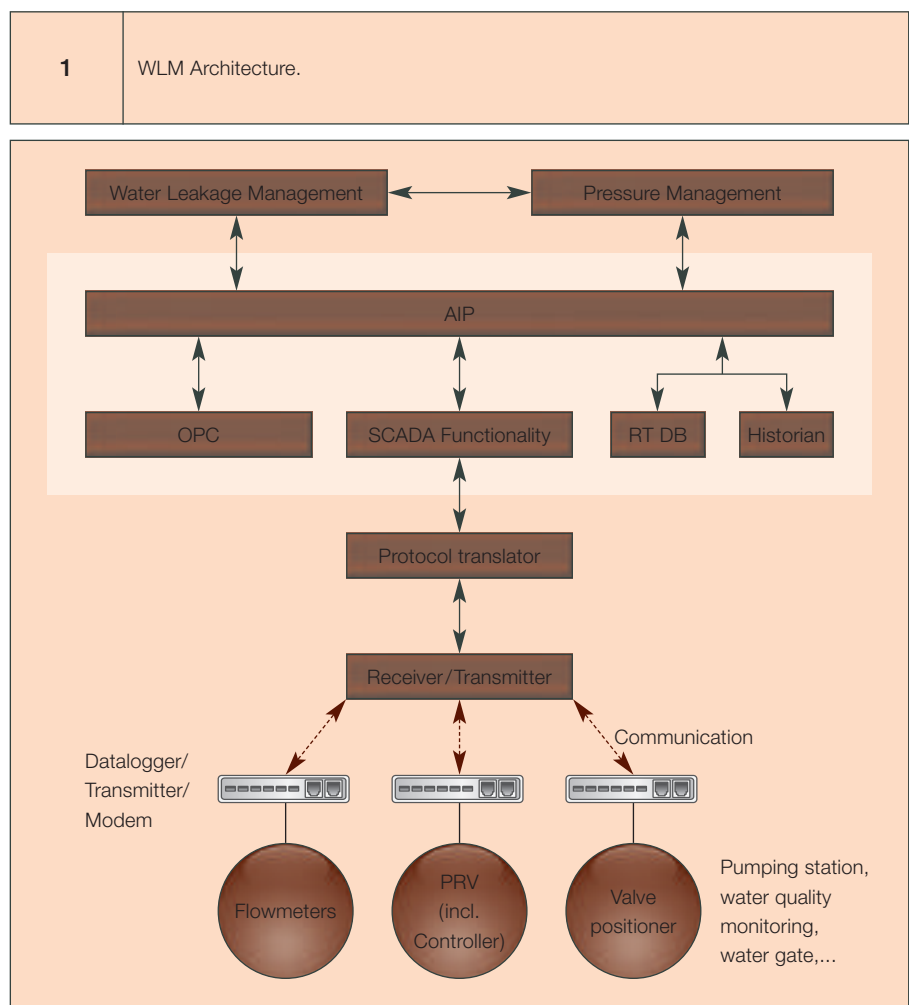 1
WLM Architecture.
Water Leakage Management
Pressure Management
AIP
OPC
SCADA Functionality
RT DB
Historian
Protocol translator
Receiver/Transmitter
Communication
Datalogger/
Transmitter/
Modem
Flowmeters
PRV
(incl.
Controller)
Valve
positioner
Pumping station,
water quality
monitoring,
water gate,...